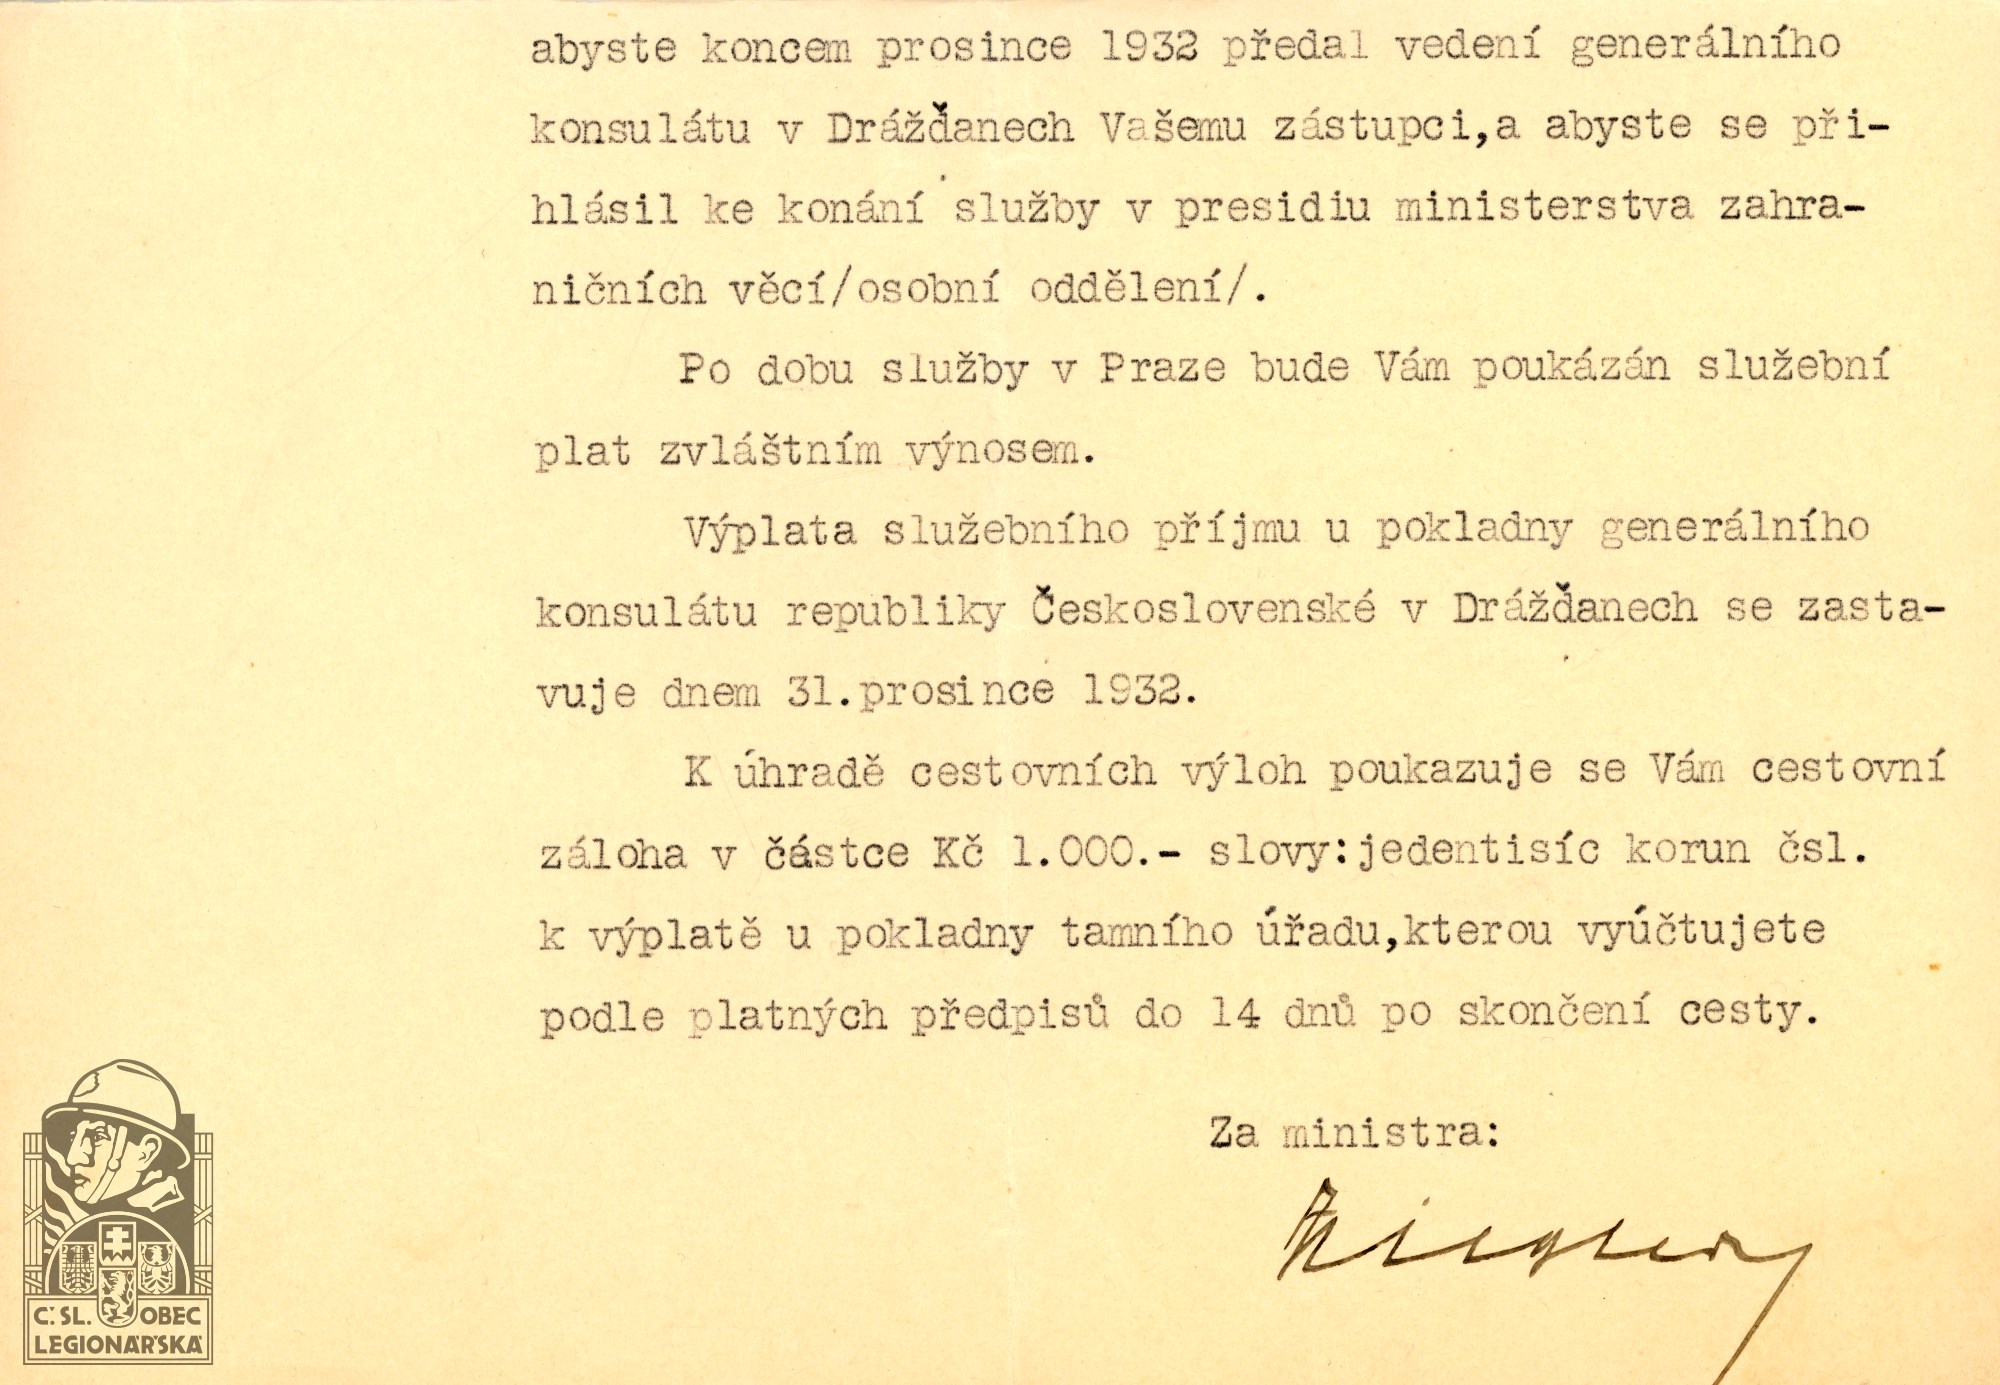 abyste koncem prosince 1932 předal vedení generálního
konsulátu v Drážďanech Vašemu zástupci,a abyste se při-
hlásil ke konání služby v presidiu ministerstva zahra-
ničních věcí/osobní oddělení/.
Po dobu služby v Praze bude Vám poukázán služební
plat zvláštním výnosem.
Výplata služebního příjmu u pokladny generálního
konsulátu republiky Československé v Drážďanech se zasta-
vuje dnem 31.prosince 1932.
K úhradě cestovních výloh poukazuje se Vám cestovní
záloha v částce Kč 1.000.- slovy:jedentisíc korun čsl.
k výplatě u pokladny tamního úřadu,kterou vyúčtujete
podle platných předpisů do 14 dnů po skončení cesty.
Za ministra:
Č.SL. OBEC
LEGIONÁŘSKÁ